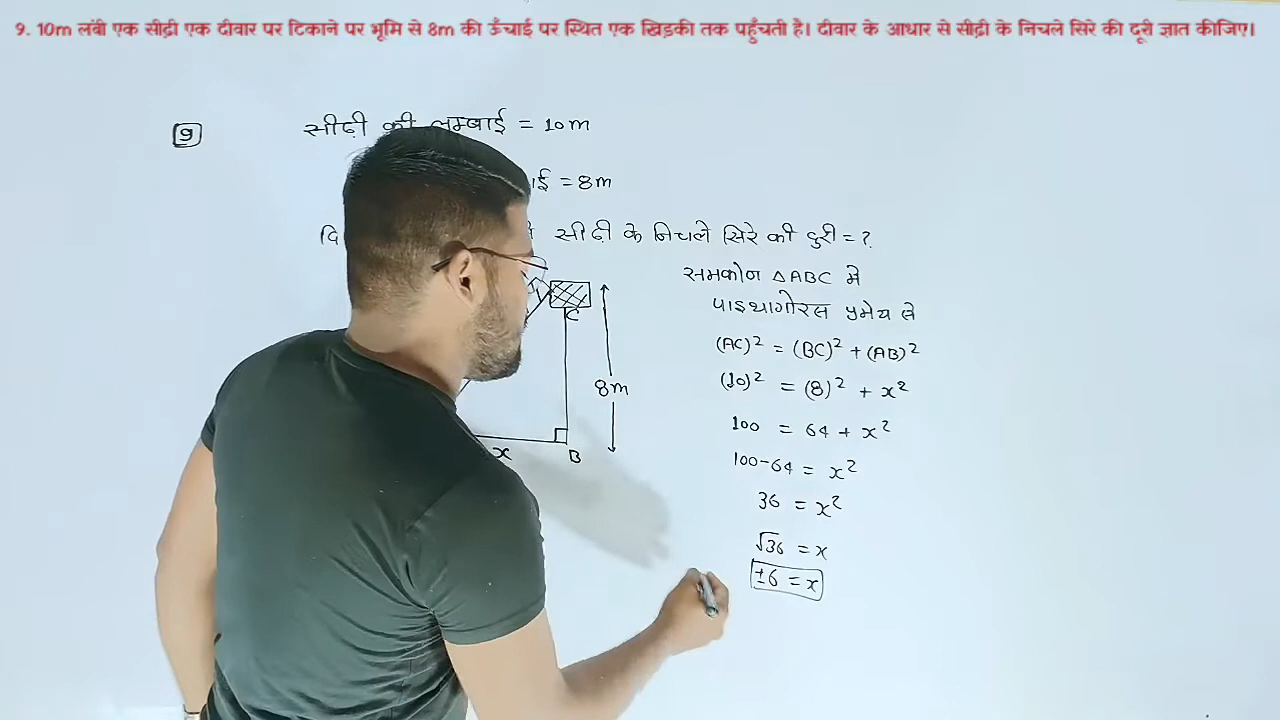 9. 10m लंबी एक सीढ़ी एक दीवार पर टिकाने पर भूमि से 8m की ऊँचाई पर स्थित एक खिड़की तक पहुँचती है। दीवार के आधार से सीढ़ी के निचले सिरे की दूरी ज्ञात कीजिए।
9
सीढ़ी की लम्बाई = 10m
= 8m
सीढी के निचले सिरे की दुरी = ?
समकोन △ABC मे
पाइथागोरस प्रमेय से
(AC)² = (BC)² + (AB)²
(10)² = (8)² + x²
100 = 64 + x²
100-64 = x²
36 = x²
√36 = x
±6 = x
C
8m
x
B